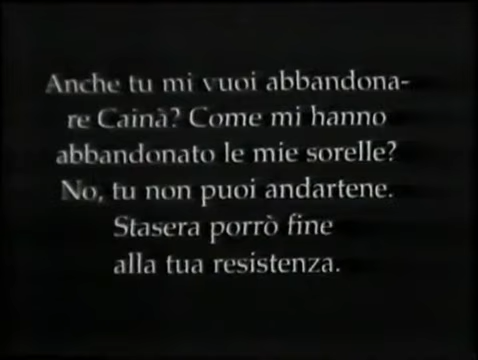 Anche tu mi vuoi abbandona-
re Cainà? Come mi hanno
abbandonato le mie sorelle?
No, tu non puoi andartene.
Stasera porrò fine
alla tua resistenza.